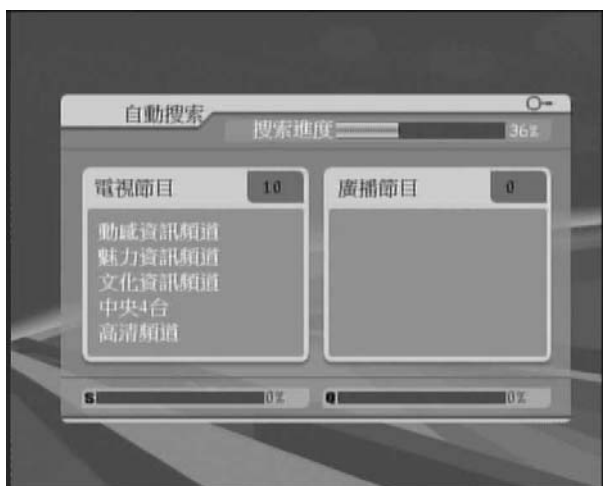 自動搜索
搜索進度 36%
電視節目 10
廣播節目 0
動感資訊頻道
魅力資訊頻道
文化資訊頻道
中央4台
高清頻道
S 0%
Q 0%